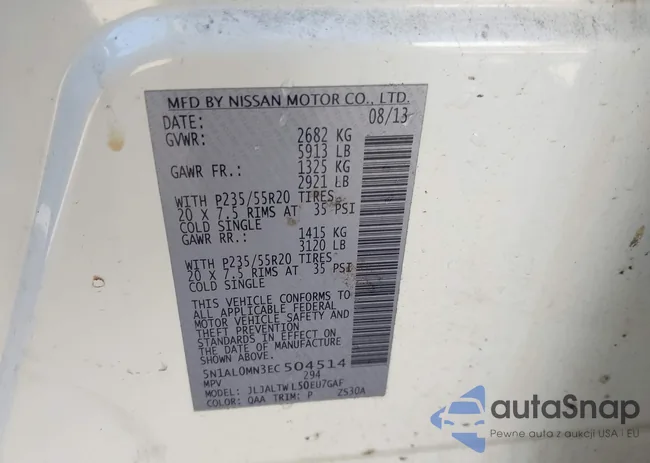 MFD BY NISSAN MOTOR CO., LTD.
DATE: 08/13
GVWR: 2682 KG
5913 LB
GAWR FR.: 1325 KG
2921 LB
WITH P235/55R20 TIRES
20 X 7.5 RIMS AT 35 PSI
COLD SINGLE
GAWR RR.: 1415 KG
3120 LB
WITH P235/55R20 TIRES
20 X 7.5 RIMS AT 35 PSI
COLD SINGLE
THIS VEHICLE CONFORMS TO
ALL APPLICABLE FEDERAL
MOTOR VEHICLE SAFETY AND
THEFT PREVENTION
STANDARDS IN EFFECT ON
THE DATE OF MANUFACTURE
SHOWN ABOVE.
5N1AL0MN3EC504514
MPV 294
MODEL: JLJALTWL50EU7GAF
COLOR: QAA TRIM: P 2530A
autoSnap
Pewne auta z aukcji USA i EU